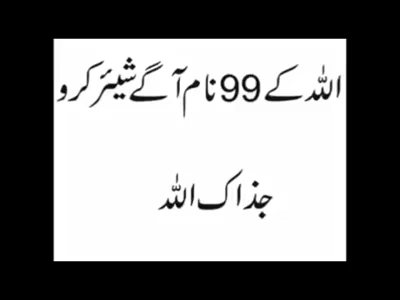 اللہ کے 99 نام آگے شیئر کرو
جذاک اللہ